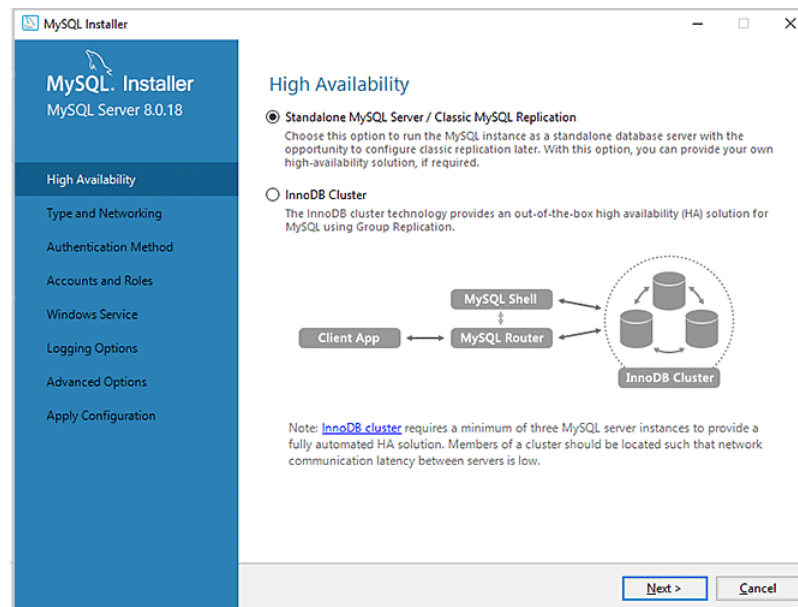 MySQL Installer
MySQL. Installer
MySQL Server 8.0.18
High Availability
Type and Networking
Authentication Method
Accounts and Roles
Windows Service
Logging Options
Advanced Options
Apply Configuration
High Availability
Standalone MySQL Server / Classic MySQL Replication
Choose this option to run the MySQL instance as a standalone database server with the
opportunity to configure classic replication later. With this option, you can provide your own
high-availability solution, if required.
InnoDB Cluster
The InnoDB cluster technology provides an out-of-the-box high availability (HA) solution for
MySQL using Group Replication.
MySQL Shell
Client App
MySQL Router
InnoDB Cluster
Note: InnoDB cluster requires a minimum of three MySQL server instances to provide a
fully automated HA solution. Members of a cluster should be located such that network
communication latency between servers is low.
Next >
Cancel